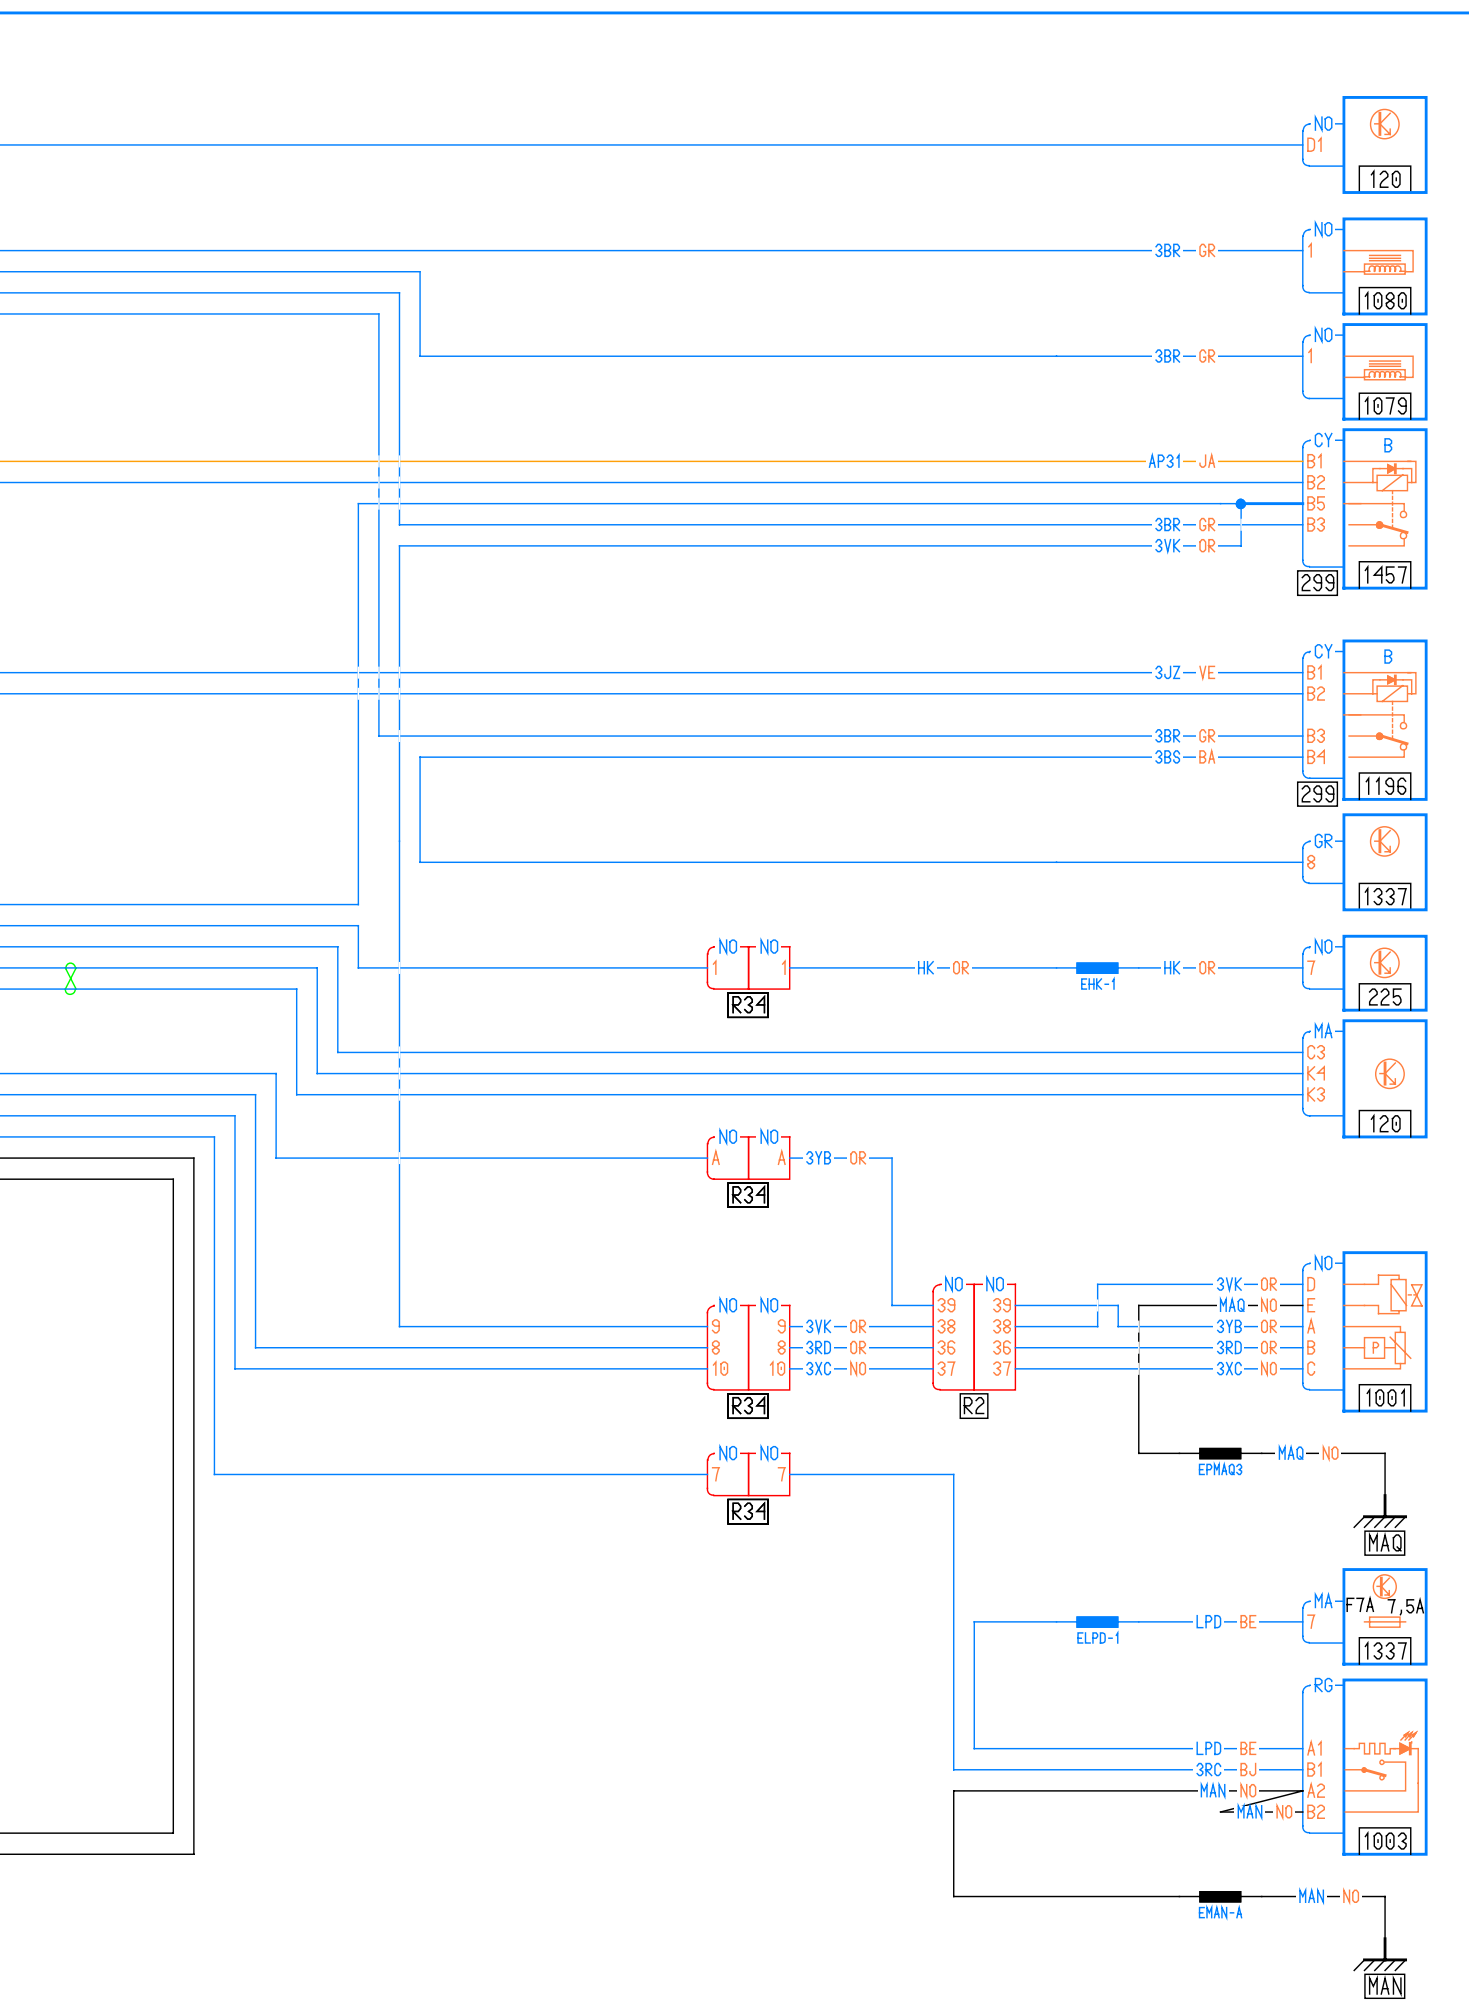 NO
D1
120
NO
3BR GR 1
1080
NO
3BR GR 1
1079
CY B
AP31 JA B1
B2
B5
3BR GR B3
3VK OR
1457
299
CY B
3JZ VE B1
B2
3BR GR B3
3BS BA B4
1196
299
GR
8
1337
NO NO NO
1 1 HK OR HK OR 7
EHK-1
225
R34
MA
C3
K4
K3
120
NO NO
A A 3YB OR
R34
NO
NO NO 3VK OR D
NO NO 39 39 MAQ NO E
9 9 3VK OR 38 38 3YB OR A
8 8 3RD OR 36 36 3RD OR B P
10 10 3XC NO 37 37 3XC NO C
R34 R2 1001
NO NO
MAQ NO
7 7 EPMAQ3
R34
MAQ
MA F7A 7,5A
LPD BE 7
ELPD-1
1337
RG
LPD BE A1
3RC BJ B1
MAN NO A2
MAN NO B2
1003
MAN NO
EMAN-A
MAN